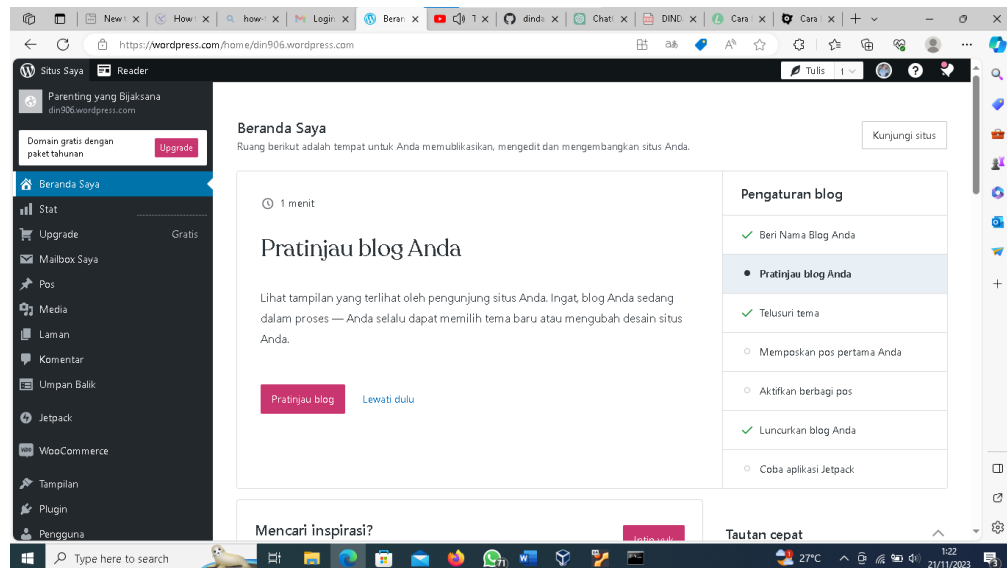 New
How
how-
Login
Beran
dinda
Chatt
DIND
Cara
Cara
https://wordpress.com/home/din906.wordpress.com
Situs Saya
Reader
Tulis
1
Parenting yang Bijaksana
din906.wordpress.com
Domain gratis dengan
paket tahunan
Upgrade
Beranda Saya
Stat
Upgrade
Gratis
Mailbox Saya
Pos
Media
Laman
Komentar
Umpan Balik
Jetpack
WooCommerce
Tampilan
Plugin
Pengguna
Beranda Saya
Ruang berikut adalah tempat untuk Anda memublikasikan, mengedit dan mengembangkan situs Anda.
Kunjungi situs
1 menit
Pratinjau blog Anda
Lihat tampilan yang terlihat oleh pengunjung situs Anda. Ingat, blog Anda sedang
dalam proses — Anda selalu dapat memilih tema baru atau mengubah desain situs
Anda.
Pratinjau blog
Lewati dulu
Pengaturan blog
Beri Nama Blog Anda
Pratinjau blog Anda
Telusuri tema
Memposkan pos pertama Anda
Aktifkan berbagi pos
Luncurkan blog Anda
Coba aplikasi Jetpack
Mencari inspirasi?
Tautan cepat
Type here to search
27°C
1:22
21/11/2023